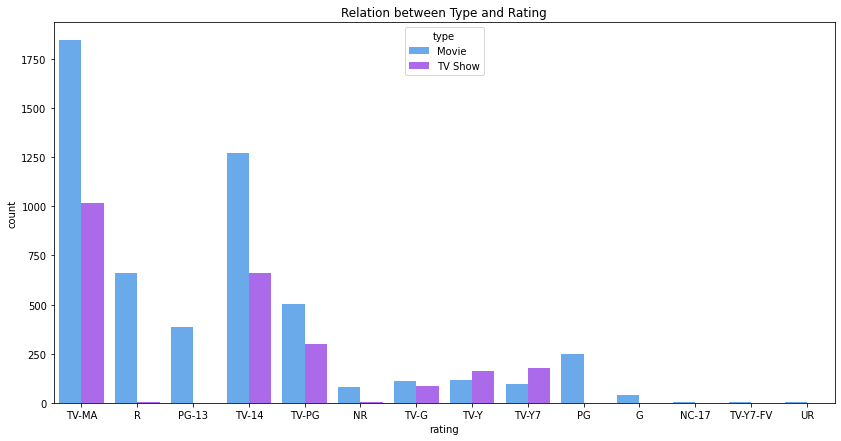 Relation between Type and Rating
type
Movie
TV Show
1750
1500
1250
1000
750
500
250
0
count
TV-MA R PG-13 TV-14 TV-PG NR TV-G TV-Y TV-Y7 PG G NC-17 TV-Y7-FV UR
rating